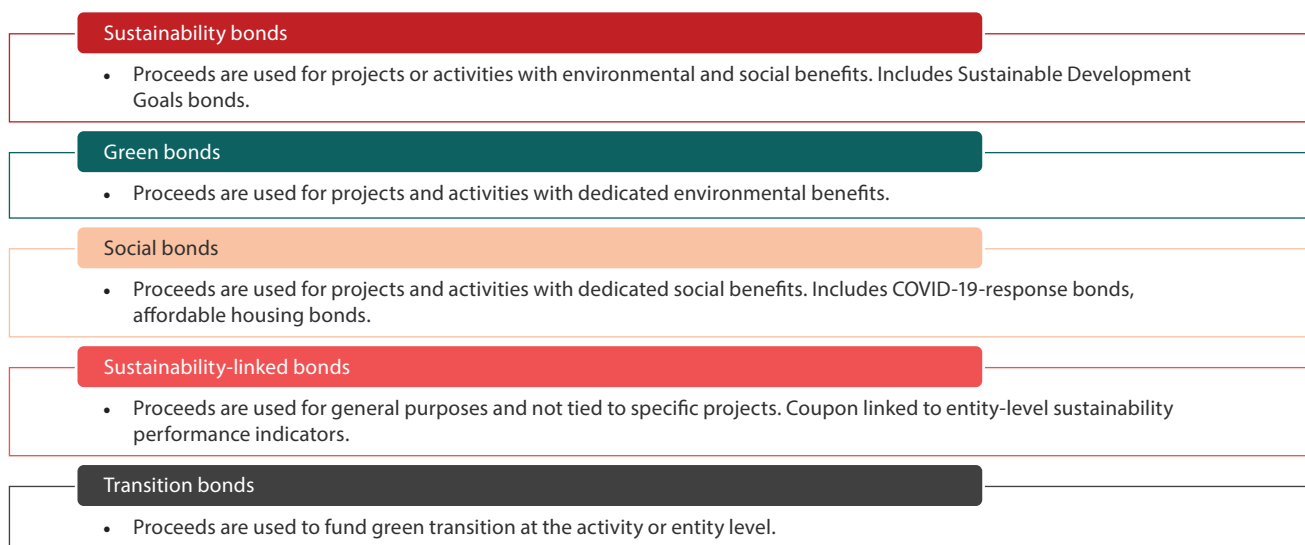 Sustainability bonds
• Proceeds are used for projects or activities with environmental and social benefits. Includes Sustainable Development
Goals bonds.
Green bonds
• Proceeds are used for projects and activities with dedicated environmental benefits.
Social bonds
• Proceeds are used for projects and activities with dedicated social benefits. Includes COVID-19-response bonds,
affordable housing bonds.
Sustainability-linked bonds
• Proceeds are used for general purposes and not tied to specific projects. Coupon linked to entity-level sustainability
performance indicators.
Transition bonds
• Proceeds are used to fund green transition at the activity or entity level.